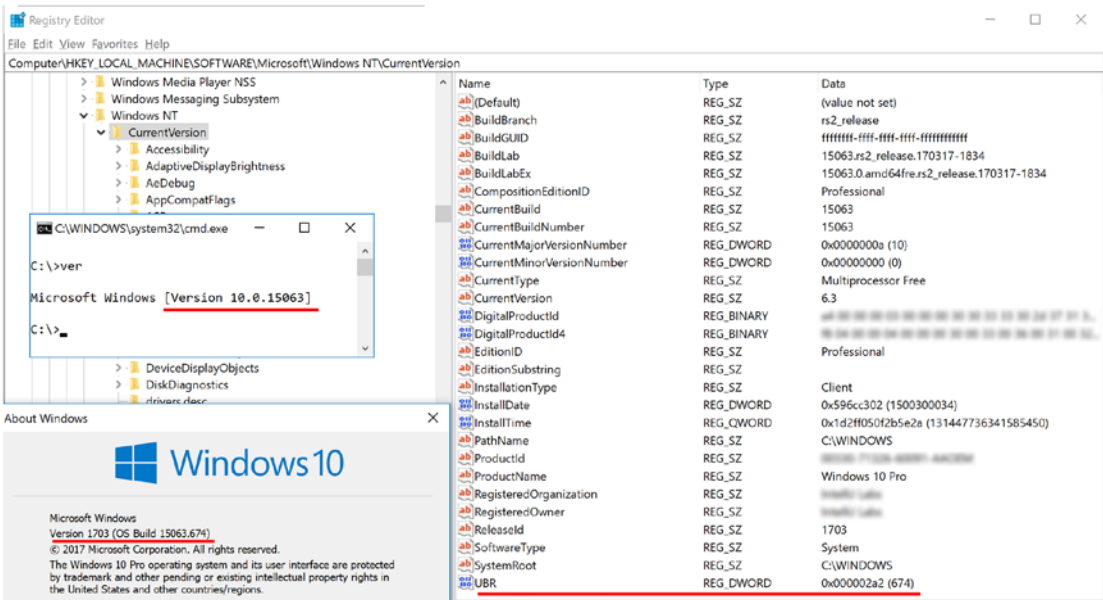 Registry Editor
File Edit View Favorites Help
Computer\HKEY_LOCAL_MACHINE\SOFTWARE\Microsoft\Windows NT\CurrentVersion
Windows Media Player NSS
Windows Messaging Subsystem
Windows NT
CurrentVersion
Accessibility
AdaptiveDisplayBrightness
AeDebug
AppCompatFlags
C:\WINDOWS\system32\cmd.exe
C:\>ver
Microsoft Windows [Version 10.0.15063]
C:\>
DeviceDisplayObjects
DiskDiagnostics
drivers.desc
About Windows
Windows 10
Microsoft Windows
Version 1703 (OS Build 15063.674)
© 2017 Microsoft Corporation. All rights reserved.
The Windows 10 Pro operating system and its user interface are protected
by trademark and other pending or existing intellectual property rights in
the United States and other countries/regions.
Name Type Data
(Default) REG_SZ (value not set)
BuildBranch REG_SZ rs2_release
BuildGUID REG_SZ ffffffff-ffff-ffff-ffff-ffffffffffff
BuildLab REG_SZ 15063.rs2_release.170317-1834
BuildLabEx REG_SZ 15063.0.amd64fre.rs2_release.170317-1834
CompositionEditionID REG_SZ Professional
CurrentBuild REG_SZ 15063
CurrentBuildNumber REG_SZ 15063
CurrentMajorVersionNumber REG_DWORD 0x0000000a (10)
CurrentMinorVersionNumber REG_DWORD 0x00000000 (0)
CurrentType REG_SZ Multiprocessor Free
CurrentVersion REG_SZ 6.3
DigitalProductId REG_BINARY
DigitalProductId4 REG_BINARY
EditionID REG_SZ Professional
EditionSubstring REG_SZ
InstallationType REG_SZ Client
InstallDate REG_DWORD 0x596cc302 (1500300034)
InstallTime REG_QWORD 0x1d2ff050f2b5e2a (131447736341585450)
PathName REG_SZ C:\WINDOWS
ProductId REG_SZ
ProductName REG_SZ Windows 10 Pro
RegisteredOrganization REG_SZ
RegisteredOwner REG_SZ
ReleaseId REG_SZ 1703
SoftwareType REG_SZ System
SystemRoot REG_SZ C:\WINDOWS
UBR REG_DWORD 0x000002a2 (674)